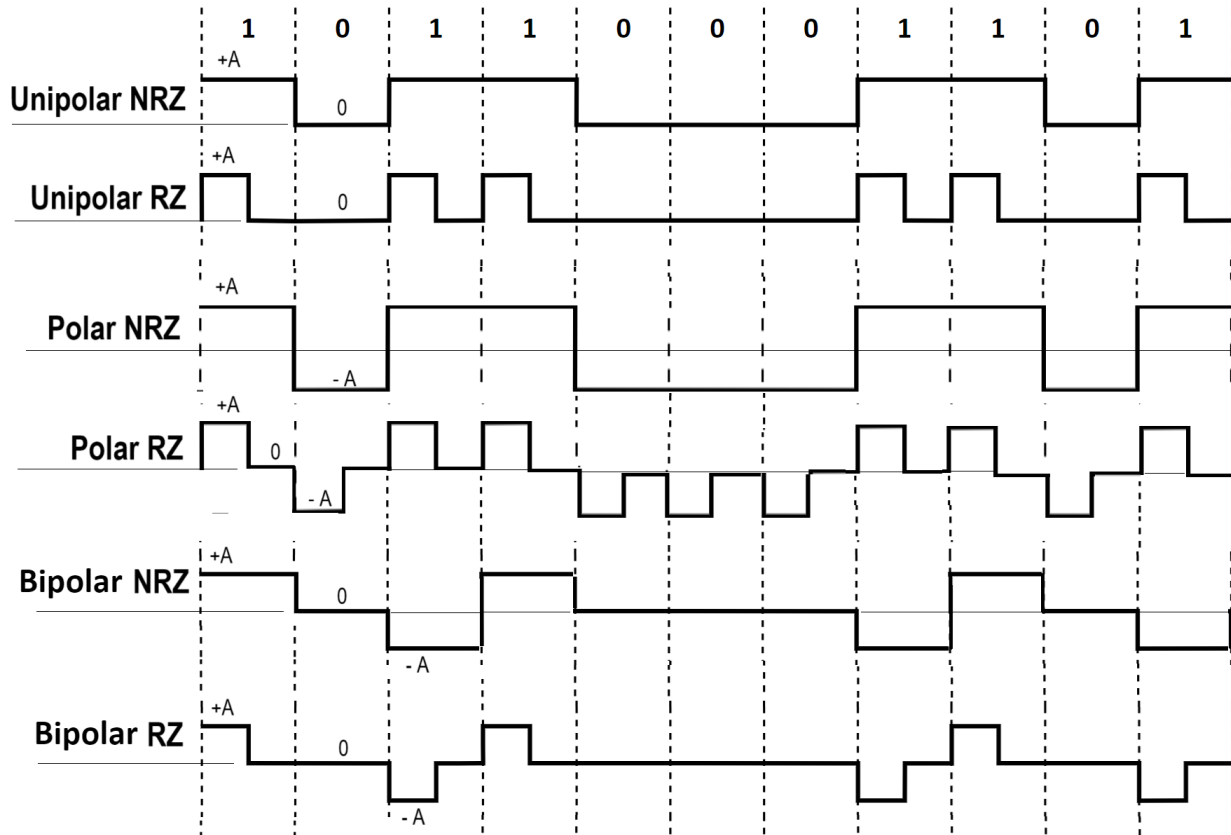 1 0 1 1 0 0 0 1 1 0 1
+A
Unipolar NRZ 0
+A
Unipolar RZ 0
+A
Polar NRZ
- A
+A
Polar RZ 0
- A
+A
Bipolar NRZ 0
- A
+A
Bipolar RZ 0
- A